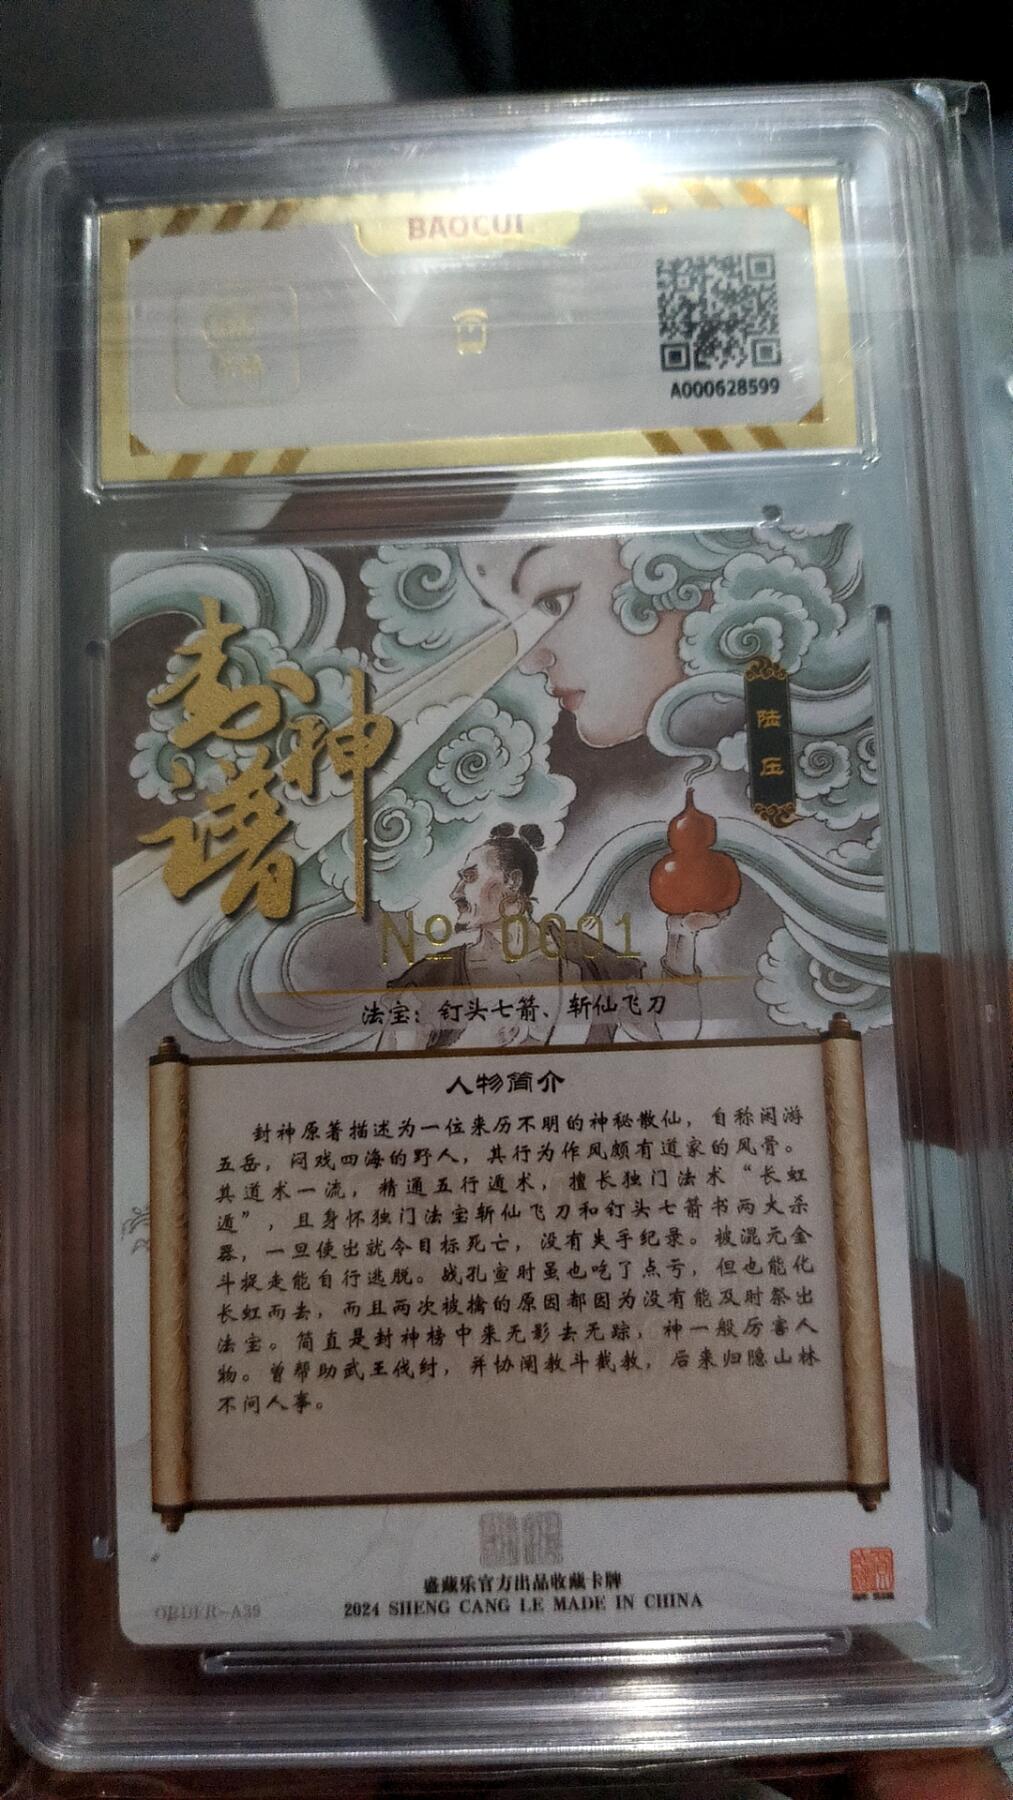 BAOCUI
A000628599
封神
谱
陆压
№ D001
法宝：钉头七箭、斩仙飞刀
人物简介
封神原著描述为一位来历不明的神秘散仙，自称闲游
五岳，闷戏四海的野人，其行为作风颇有道家的风骨。
其道术一流，精通五行遁术，擅长独门法术“长虹
遁”，且身怀独门法宝斩仙飞刀和钉头七箭书两大杀
器，一旦使出就令目标死亡，没有失手纪录。被混元金
斗捉走能自行逃脱。战孔宣时虽也吃了点亏，但也能化
长虹而去，而且两次被擒的原因都因为没有能及时祭出
法宝。简直是封神榜中来无影去无踪，神一般厉害人
物。曾帮助武王伐纣，并协阐教斗截教，后来归隐山林
不问人事。
盛藏乐官方出品收藏卡牌
2024 SHENG CANG LE MADE IN CHINA
ORDER-A39